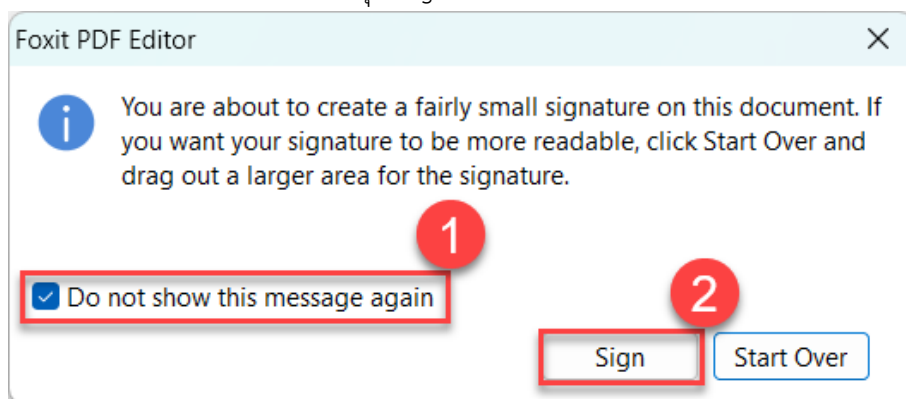 Foxit PDF Editor
You are about to create a fairly small signature on this document. If
you want your signature to be more readable, click Start Over and
drag out a larger area for the signature.
1
Do not show this message again
2
Sign Start Over